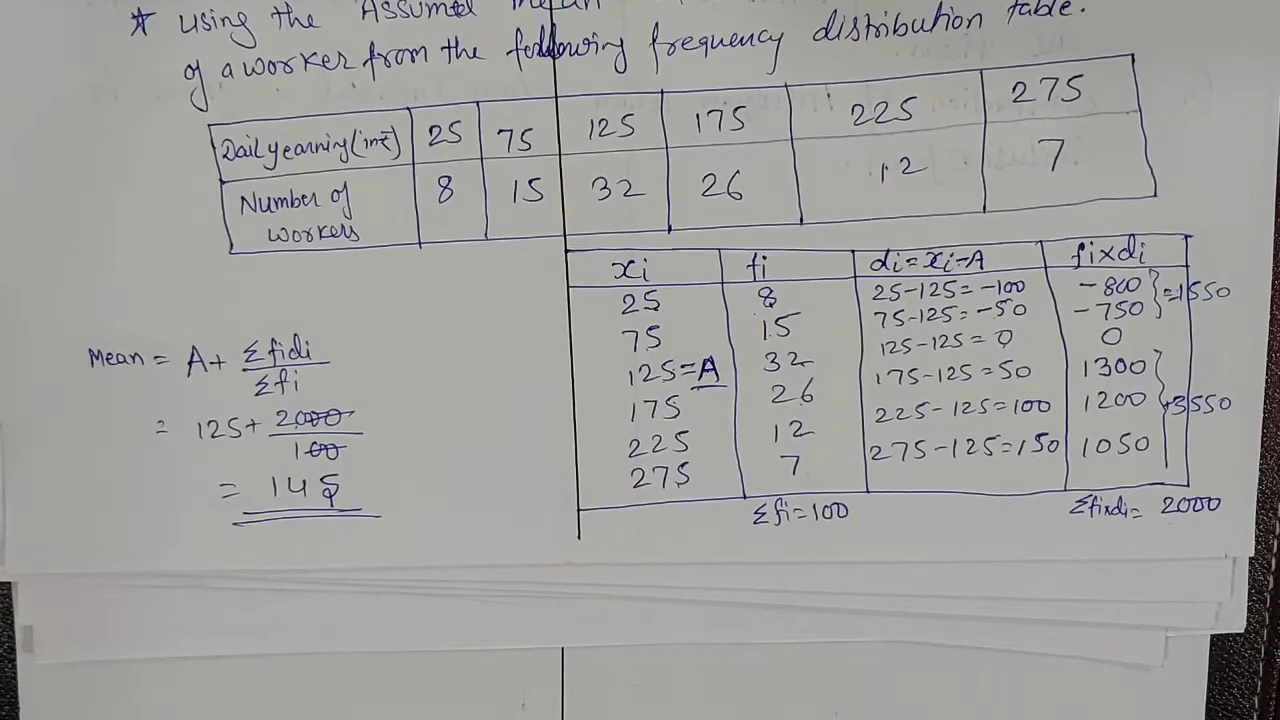 * Using the Assumed mean
of a worker from the following frequency distribution table.
Daily earning (in ₹) 25 75 125 175 225 275
Number of workers 8 15 32 26 12 7
xi fi di = xi-A fixdi
25 8 25-125=-100 -800
75 15 75-125=-50 -750 } =-1550
125=A 32 125-125=0 0
175 26 175-125=50 1300
225 12 225-125=100 1200 } +3550
275 7 275-125=150 1050
Σfi=100 Σfixdi= 2000
Mean = A+ Σfidi/Σfi
= 125+ 2000/100
= 145